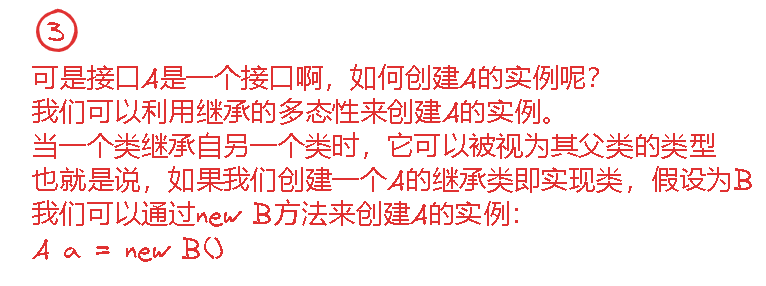 ③
可是接口A是一个接口啊，如何创建A的实例呢？
我们可以利用继承的多态性来创建A的实例。
当一个类继承自另一个类时，它可以被视为其父类的类型
也就是说，如果我们创建一个A的继承类即实现类，假设为B
我们可以通过new B方法来创建A的实例：
A a = new B()